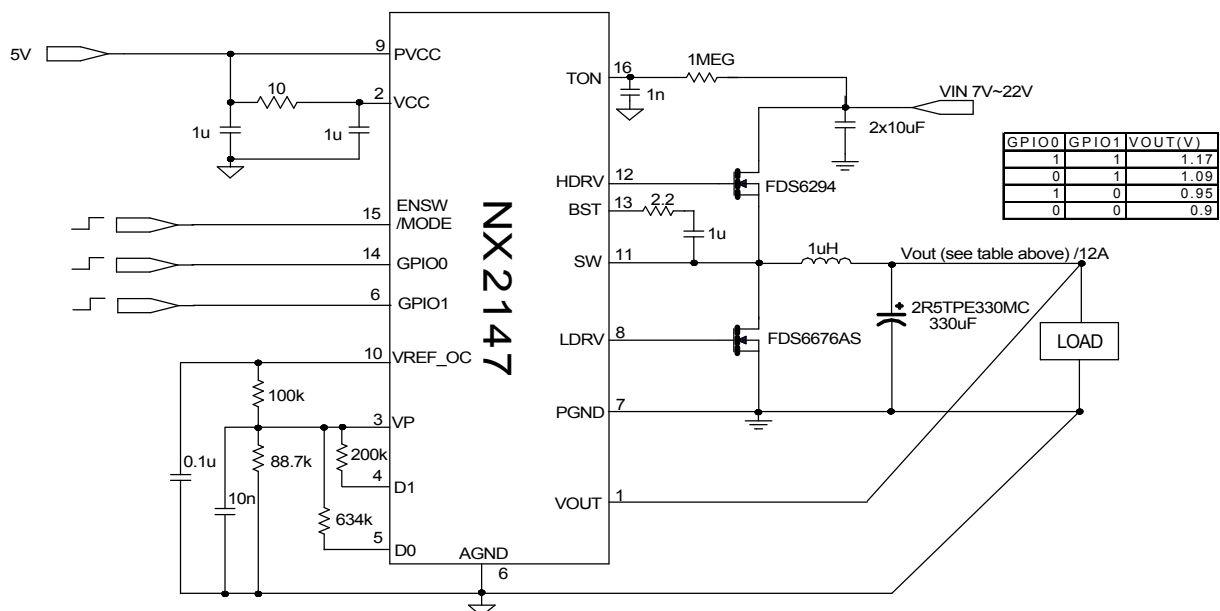 5V
9 PVCC
10
2 VCC
1u
1u
ENSW
15 /MODE
14 GPIO0
6 GPIO1
10 VREF_OC
100k
3 VP
200k
88.7k
0.1u
4 D1
10n
634k
5 D0
AGND
6
NX2147
TON 16
1MEG
1n
VIN 7V~22V
2x10uF
HDRV 12
FDS6294
BST 13
2.2
1u
SW 11
1uH
Vout (see table above) /12A
2R5TPE330MC
330uF
LDRV 8
FDS6676AS
LOAD
PGND 7
VOUT 1
GPIO0 GPIO1 VOUT(V)
1 1 1.17
0 1 1.09
1 0 0.95
0 0 0.9